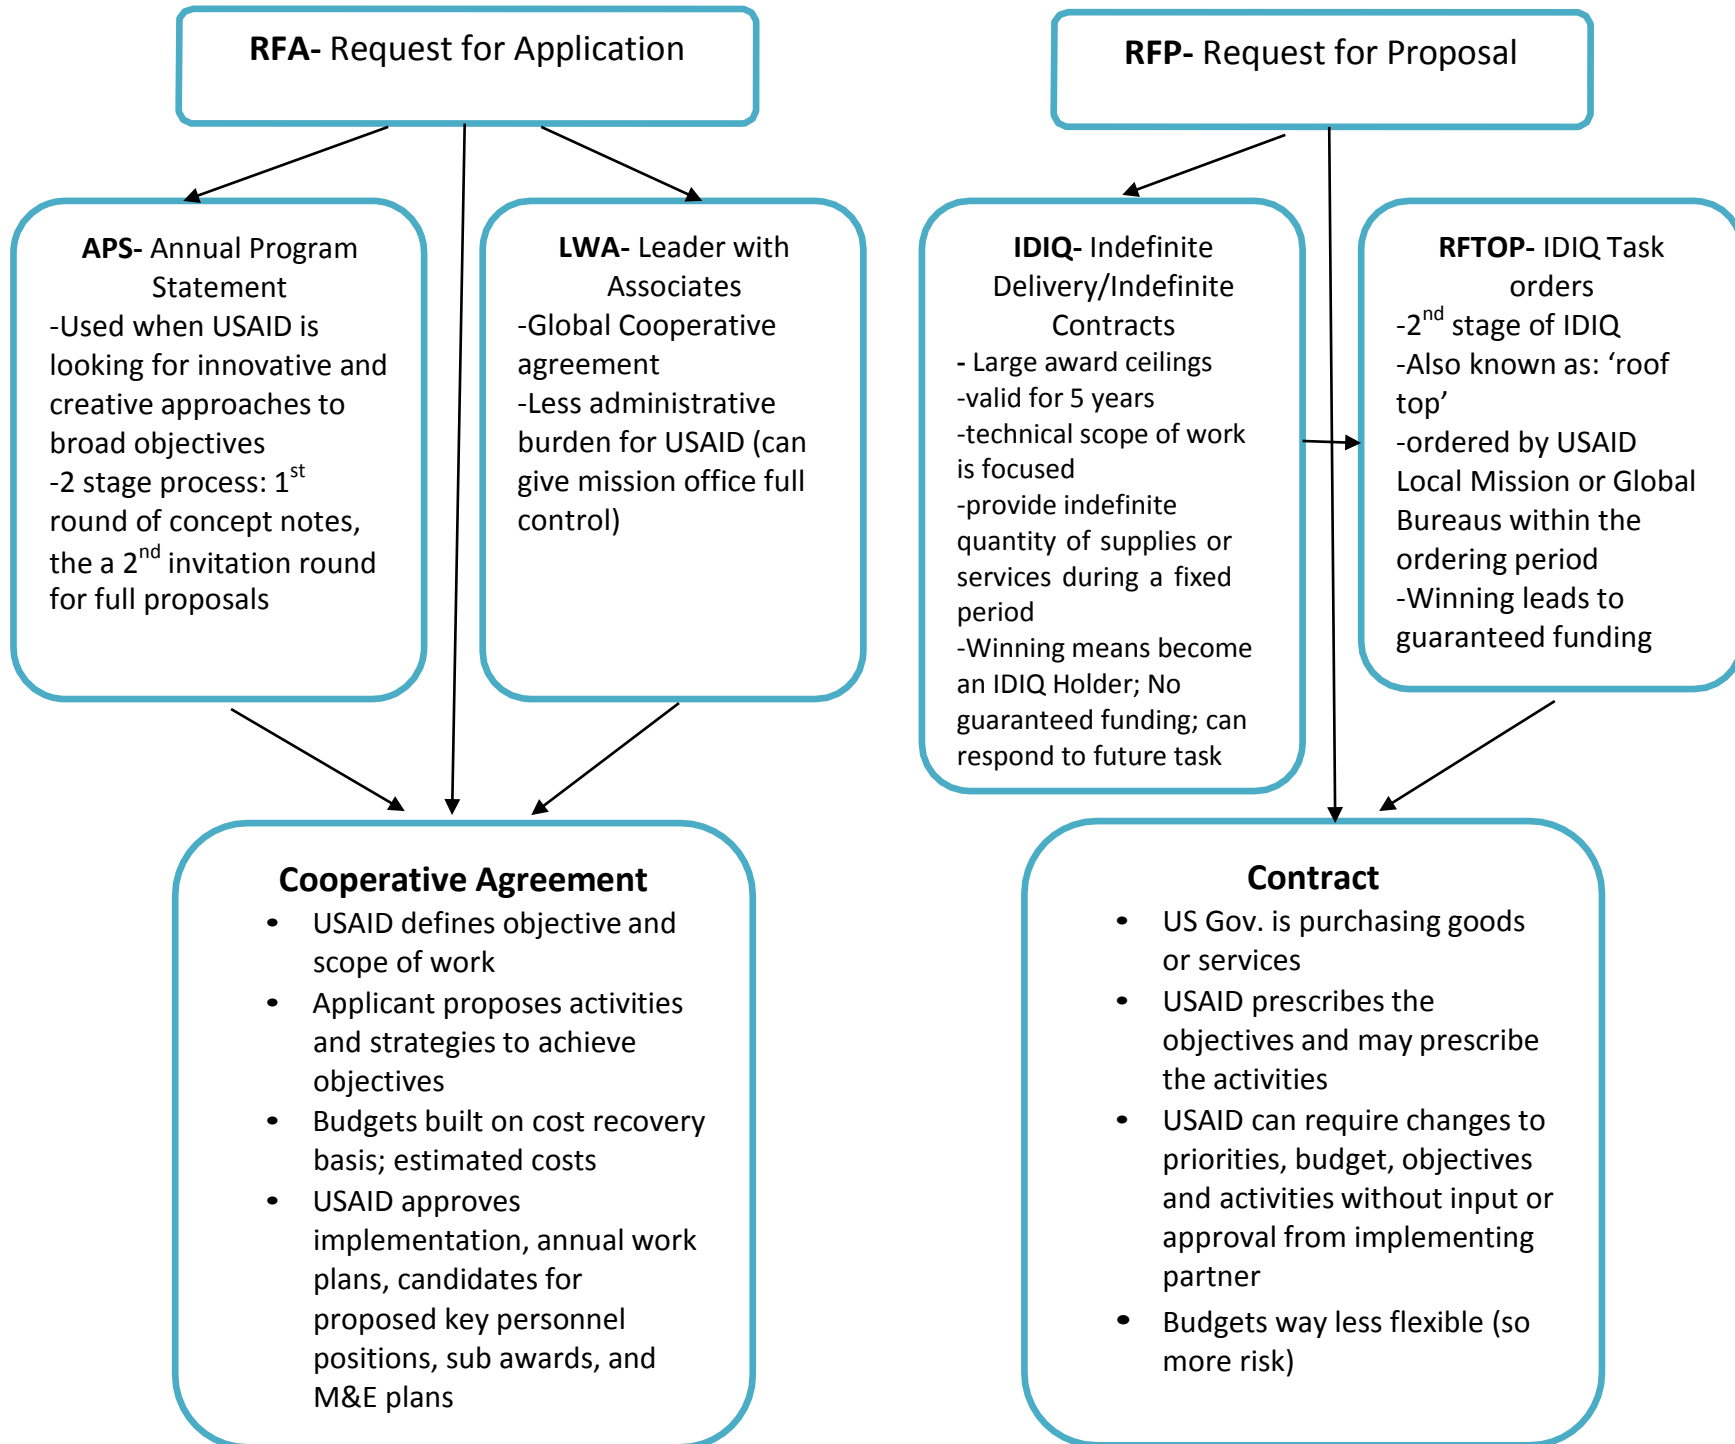 RFA- Request for Application
RFP- Request for Proposal
APS- Annual Program
Statement
-Used when USAID is
looking for innovative and
creative approaches to
broad objectives
-2 stage process: 1st
round of concept notes,
the a 2nd invitation round
for full proposals
LWA- Leader with
Associates
-Global Cooperative
agreement
-Less administrative
burden for USAID (can
give mission office full
control)
IDIQ- Indefinite
Delivery/Indefinite
Contracts
- Large award ceilings
-valid for 5 years
-technical scope of work
is focused
-provide indefinite
quantity of supplies or
services during a fixed
period
-Winning means become
an IDIQ Holder; No
guaranteed funding; can
respond to future task
RFTOP- IDIQ Task
orders
-2nd stage of IDIQ
-Also known as: ‘roof
top’
-ordered by USAID
Local Mission or Global
Bureaus within the
ordering period
-Winning leads to
guaranteed funding
Cooperative Agreement
• USAID defines objective and
scope of work
• Applicant proposes activities
and strategies to achieve
objectives
• Budgets built on cost recovery
basis; estimated costs
• USAID approves
implementation, annual work
plans, candidates for
proposed key personnel
positions, sub awards, and
M&E plans
Contract
• US Gov. is purchasing goods
or services
• USAID prescribes the
objectives and may prescribe
the activities
• USAID can require changes to
priorities, budget, objectives
and activities without input or
approval from implementing
partner
• Budgets way less flexible (so
more risk)